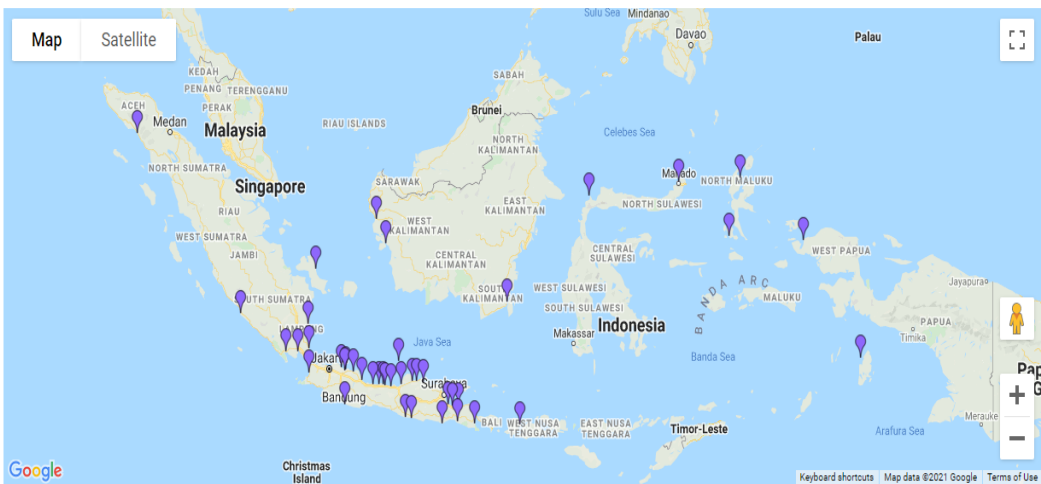 Map
Satellite
Sulu Sea
Mindanao
Davao
Palau
KEDAH
PENANG
TERENGGANU
PERAK
ACEH
Medan
Malaysia
RIAU ISLANDS
SABAH
Brunei
Celebes Sea
NORTH
KALIMANTAN
NORTH SUMATRA
Singapore
SARAWAK
NORTH MALUKU
RIAU
WEST
KALIMANTAN
EAST
KALIMANTAN
NORTH SULAWESI
WEST SUMATRA
JAMBI
CENTRAL
KALIMANTAN
CENTRAL
SULAWESI
WEST PAPUA
SOUTH SUMATRA
SOUTH
KALIMANTAN
WEST SULAWESI
SOUTH SULAWESI
BANDA ARC
MALUKU
Jayapura
Indonesia
Makassar
PAPUA
Timika
Java Sea
Banda Sea
Bandung
BALI
WEST NUSA
TENGGARA
EAST NUSA
TENGGARA
Timor-Leste
Merauke
Arafura Sea
Christmas
Island
Google
Keyboard shortcuts
Map data ©2021 Google
Terms of Use